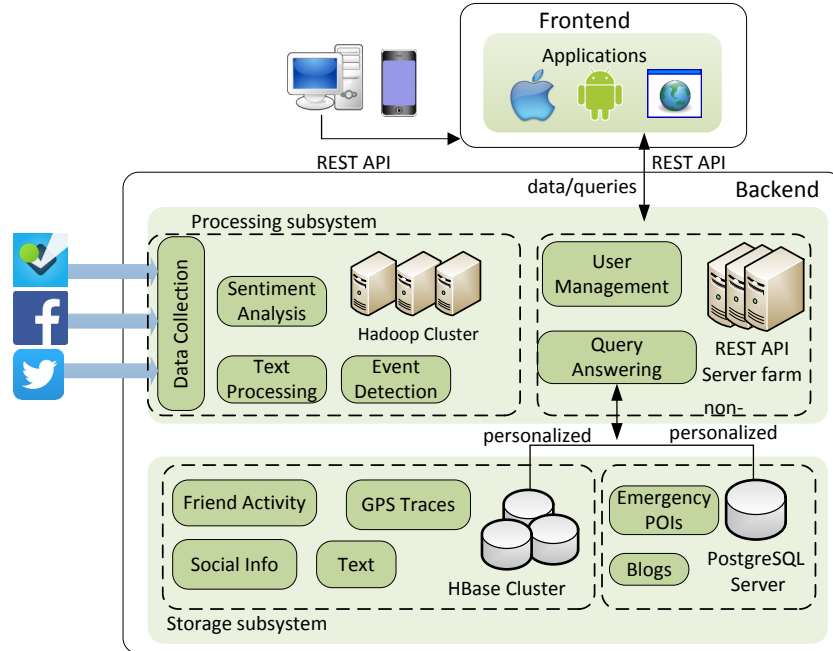 Frontend
Applications
REST API
REST API
data/queries
Backend
Processing subsystem
Data Collection
Sentiment
Analysis
Hadoop Cluster
Text
Processing
Event
Detection
User
Management
Query
Answering
REST API
Server farm
personalized
non-
personalized
Friend Activity
GPS Traces
Social Info
Text
HBase Cluster
Emergency
POIs
Blogs
PostgreSQL
Server
Storage subsystem